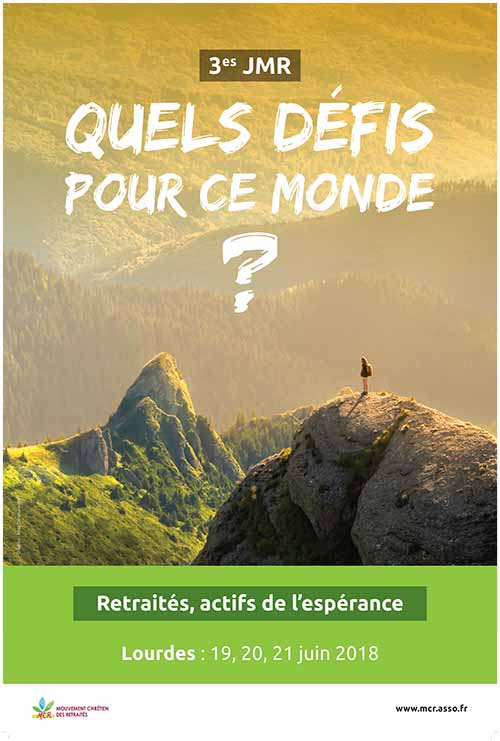 3es JMR
QUELS DÉFIS
POUR CE MONDE
?
Retraités, actifs de l'espérance
Lourdes : 19, 20, 21 juin 2018
MCR
MOUVEMENT CHRÉTIEN
DES RETRAITÉS
www.mcr.asso.fr